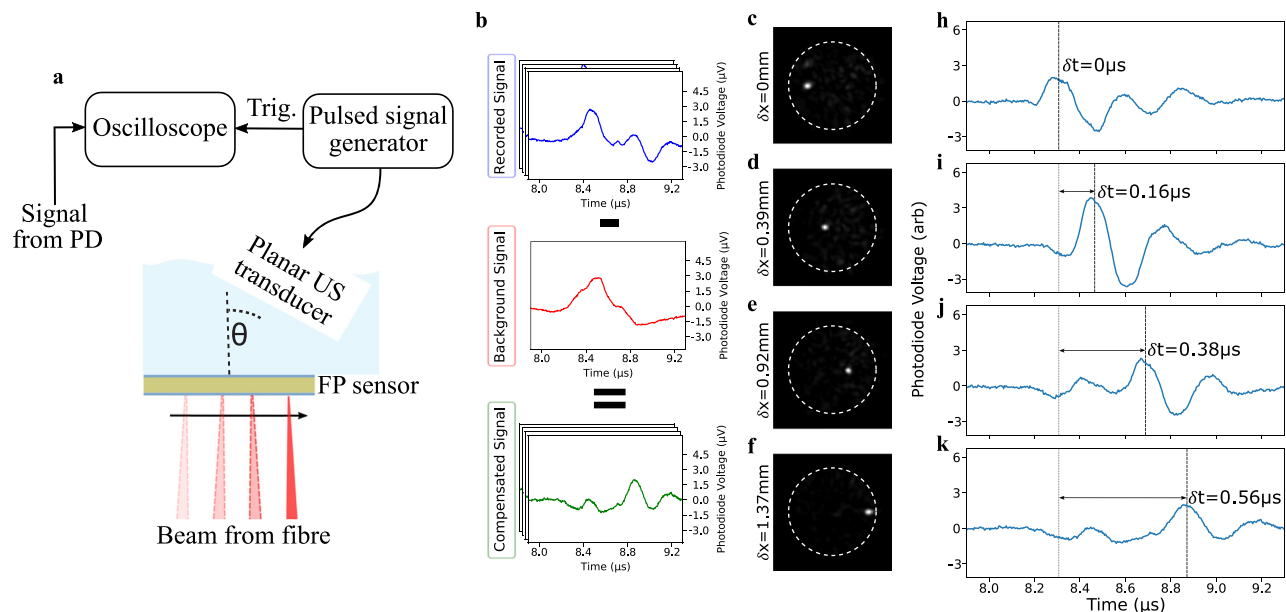 a
Oscilloscope
Trig.
Pulsed signal
generator
Signal
from PD
Planar US
transducer
θ
FP sensor
Beam from fibre
b
Recorded Signal
4.5
3.0
1.5
0.0
-1.5
-3.0
Photodiode Voltage (μV)
8.0 8.4 8.8 9.2
Time (μs)
Background Signal
4.5
3.0
1.5
0.0
-1.5
-3.0
Photodiode Voltage (μV)
8.0 8.4 8.8 9.2
Time (μs)
Compensated Signal
4.5
3.0
1.5
0.0
-1.5
-3.0
Photodiode Voltage (μV)
8.0 8.4 8.8 9.2
Time (μs)
c
δx=0mm
d
δx=0.39mm
e
δx=0.92mm
f
δx=1.37mm
Photodiode Voltage (arb)
h
6
3
0
-3
δt=0μs
i
6
3
0
-3
δt=0.16μs
j
6
3
0
-3
δt=0.38μs
k
6
3
0
-3
δt=0.56μs
8.0 8.2 8.4 8.6 8.8 9.0 9.2
Time (μs)